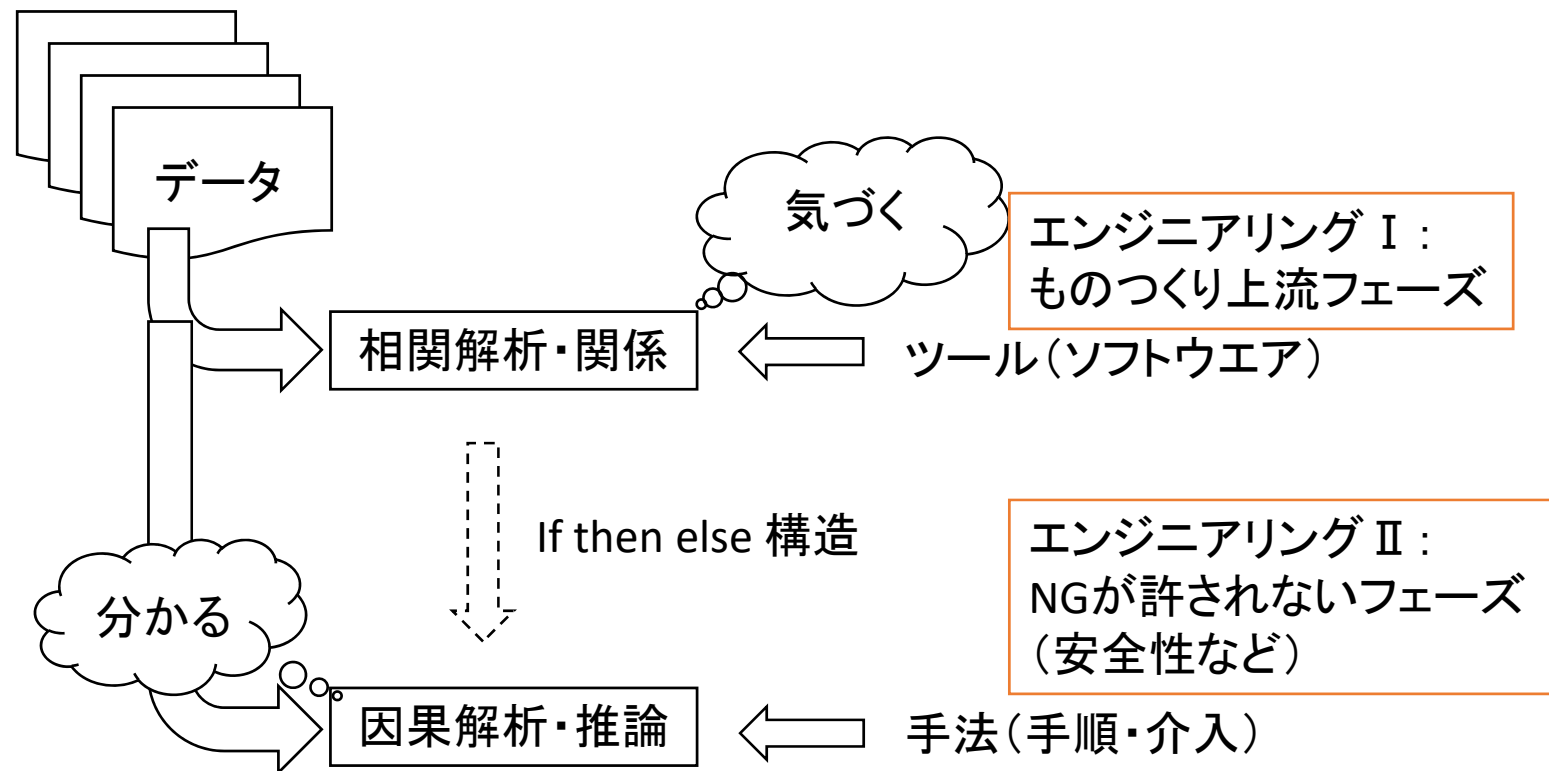 データ
気づく
エンジニアリング Ⅰ：
ものつくり上流フェーズ
相関解析・関係
ツール（ソフトウエア）
If then else 構造
エンジニアリング Ⅱ：
NGが許されないフェーズ
（安全性など）
分かる
因果解析・推論
手法（手順・介入）